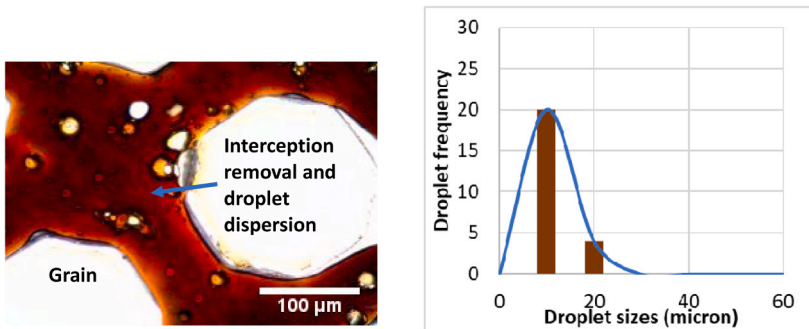 Interception
removal and
droplet
dispersion
Grain
100 µm
Droplet frequency
30
25
20
15
10
5
0
0 20 40 60
Droplet sizes (micron)